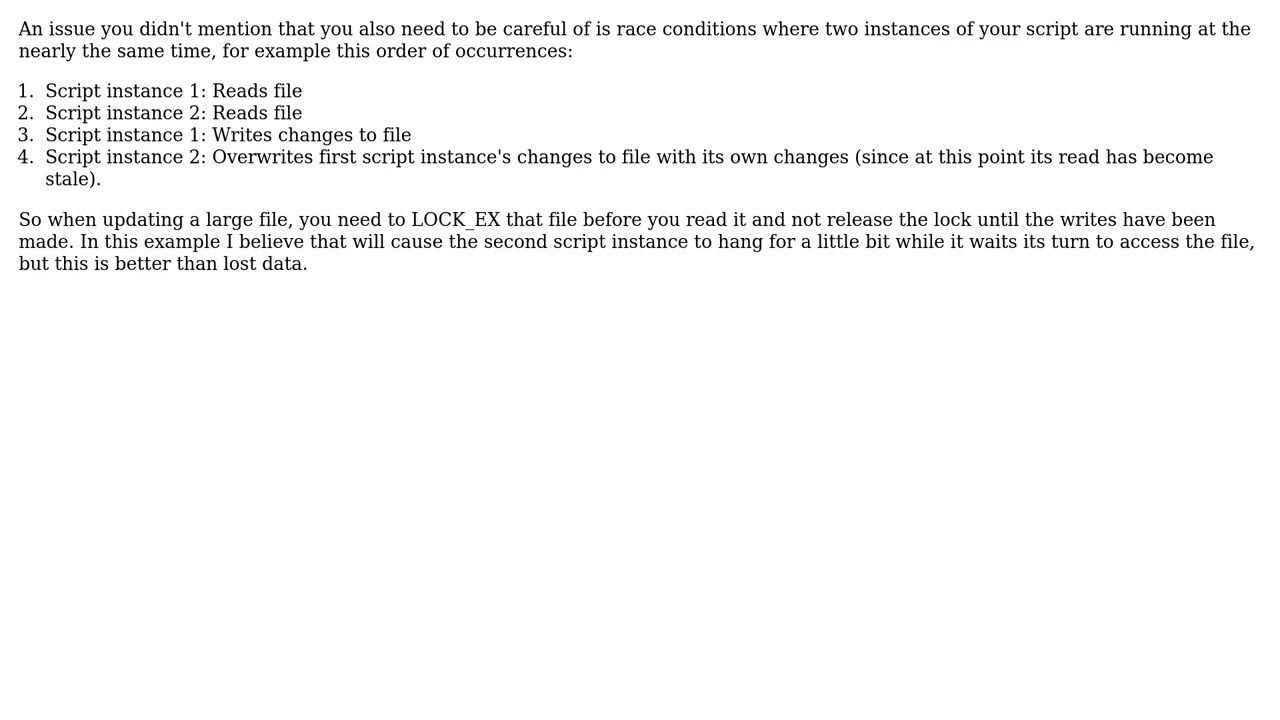 An issue you didn't mention that you also need to be careful of is race conditions where two instances of your script are running at the
nearly the same time, for example this order of occurrences:
1. Script instance 1: Reads file
2. Script instance 2: Reads file
3. Script instance 1: Writes changes to file
4. Script instance 2: Overwrites first script instance's changes to file with its own changes (since at this point its read has become
stale).
So when updating a large file, you need to LOCK_EX that file before you read it and not release the lock until the writes have been
made. In this example I believe that will cause the second script instance to hang for a little bit while it waits its turn to access the file,
but this is better than lost data.